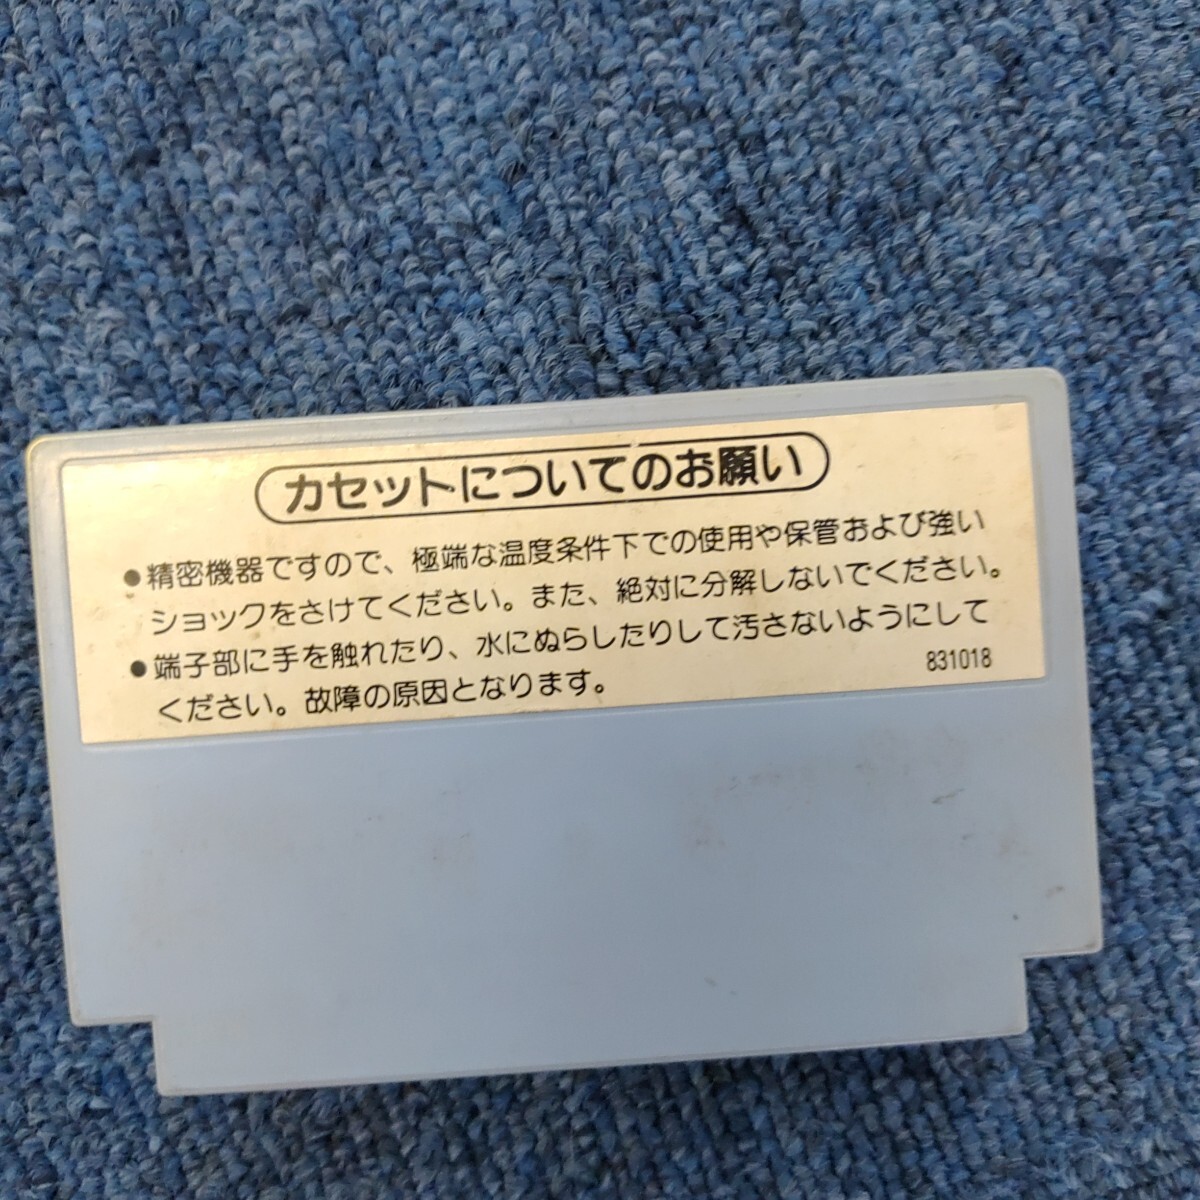 カセットについてのお願い
●精密機器ですので、極端な温度条件下での使用や保管および強い
ショックをさけてください。また、絶対に分解しないでください。
●端子部に手を触れたり、水にぬらしたりして汚さないようにして
ください。故障の原因となります。
831018